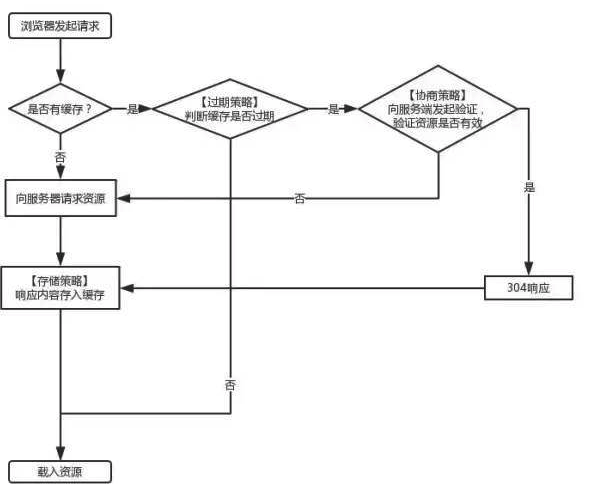 浏览器发起请求
是否有缓存？
是
【过期策略】
判断缓存是否过期
是
【协商策略】
向服务端发起验证，
验证资源是否有效
否
是
向服务器请求资源
否
【存储策略】
响应内容存入缓存
304响应
否
载入资源